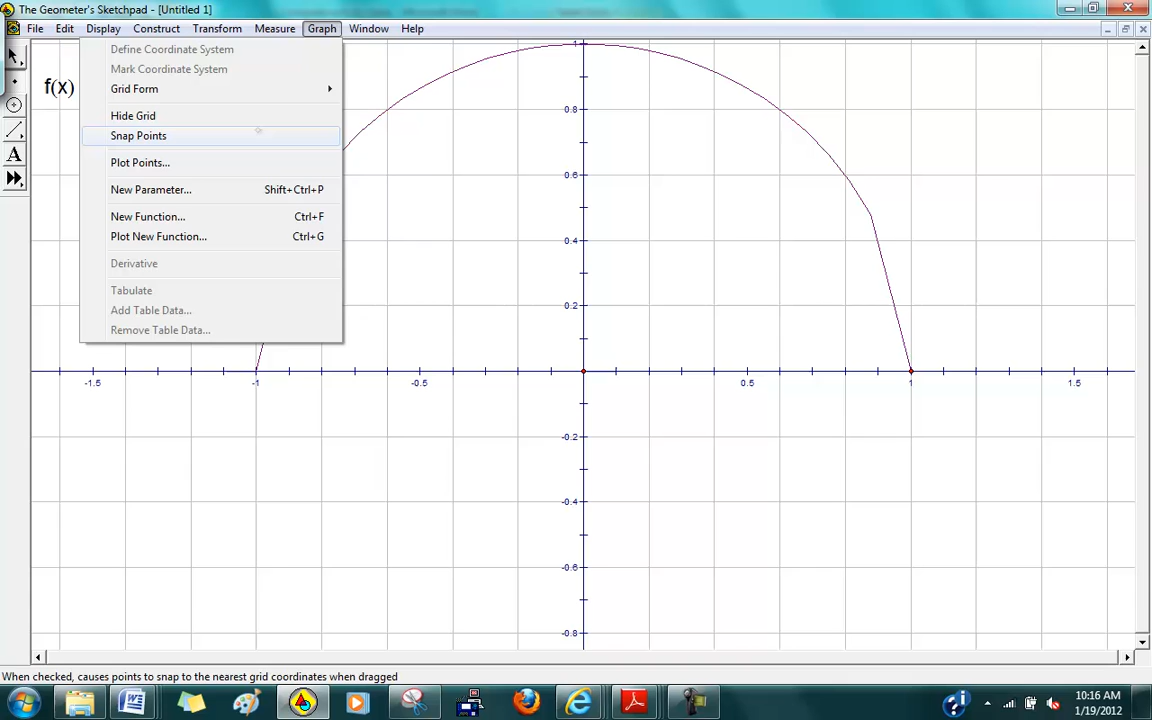 The Geometer's Sketchpad - [Untitled 1]
File Edit Display Construct Transform Measure Graph Window Help
f(x)
Define Coordinate System
Mark Coordinate System
Grid Form
Hide Grid
Snap Points
Plot Points...
New Parameter... Shift+Ctrl+P
New Function... Ctrl+F
Plot New Function... Ctrl+G
Derivative
Tabulate
Add Table Data...
Remove Table Data...
A
1
0.8
0.6
0.4
0.2
-1.5 -1 -0.5 0.5 1 1.5
-0.2
-0.4
-0.6
-0.8
When checked, causes points to snap to the nearest grid coordinates when dragged
10:16 AM
1/19/2012